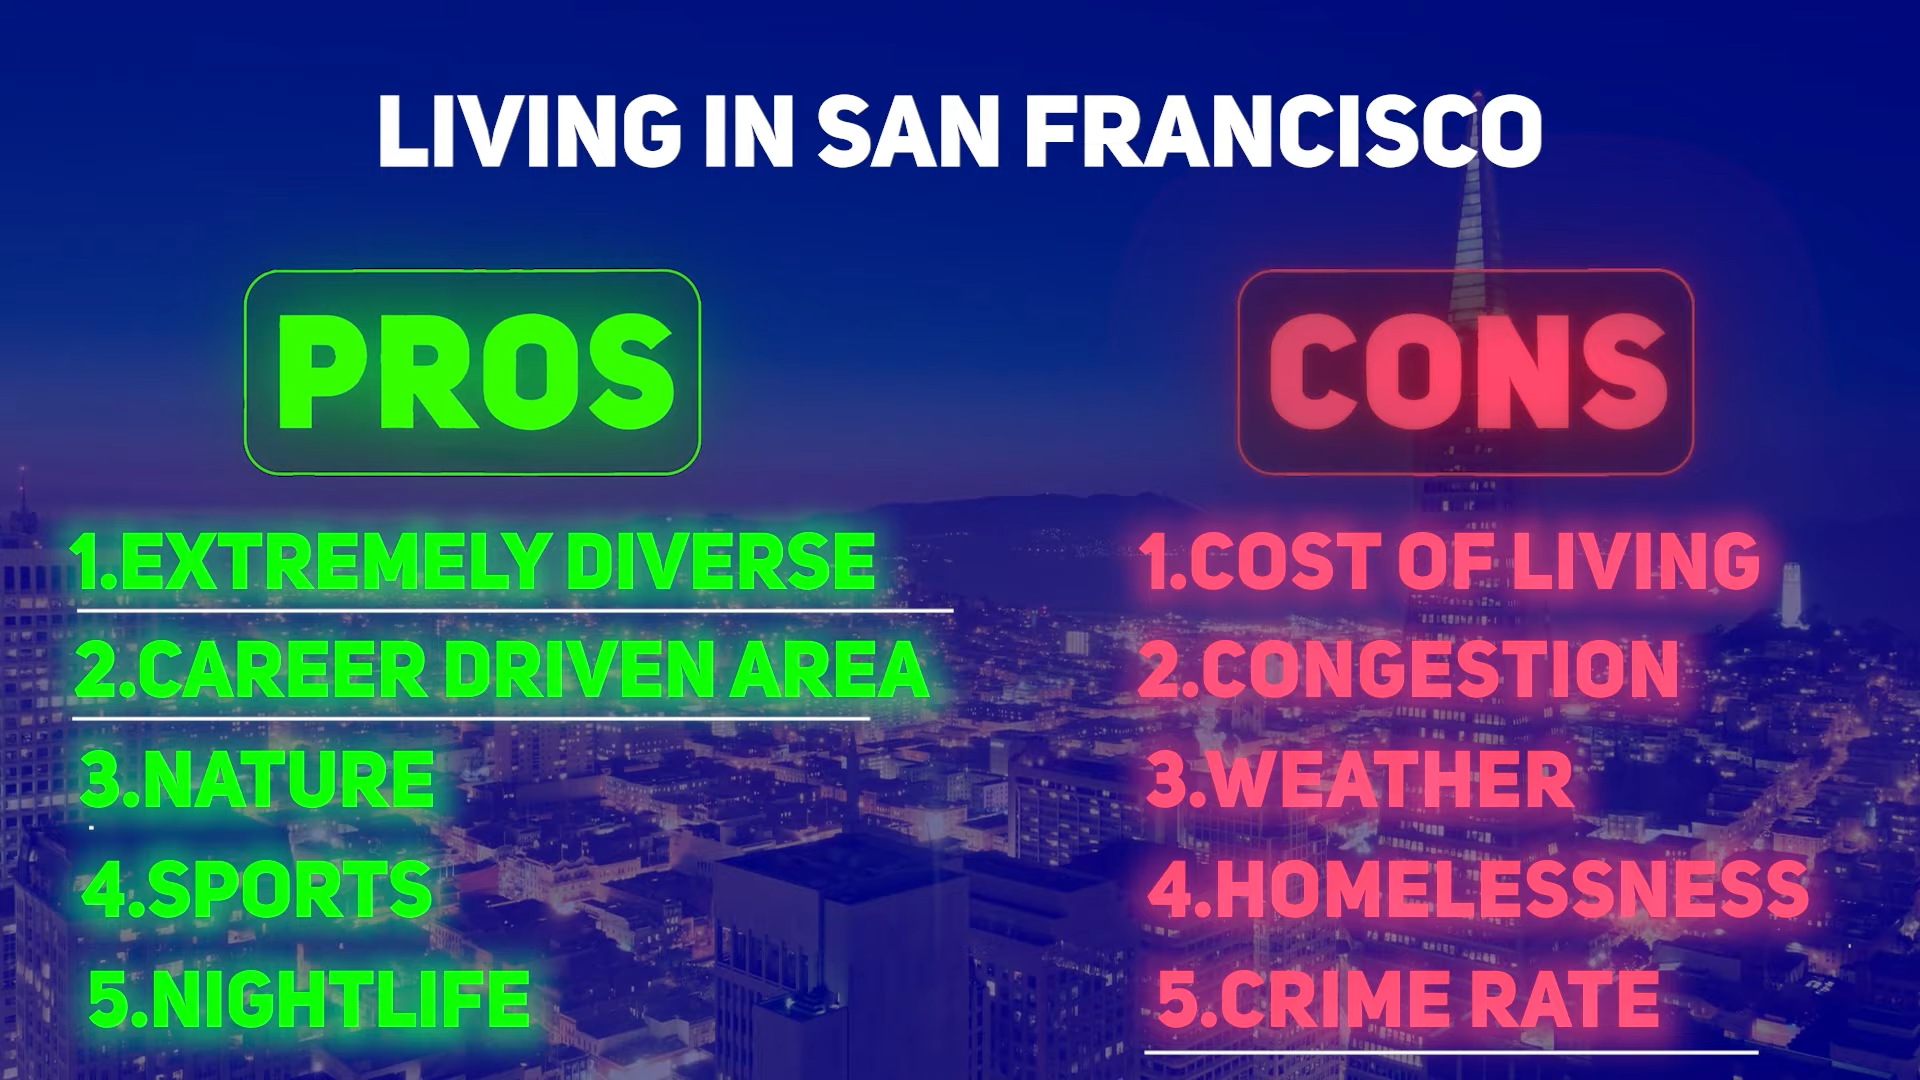 LIVING IN SAN FRANCISCO
PROS
1.EXTREMELY DIVERSE
2.CAREER DRIVEN AREA
3.NATURE
4.SPORTS
5.NIGHTLIFE
CONS
1.COST OF LIVING
2.CONGESTION
3.WEATHER
4.HOMELESSNESS
5.CRIME RATE